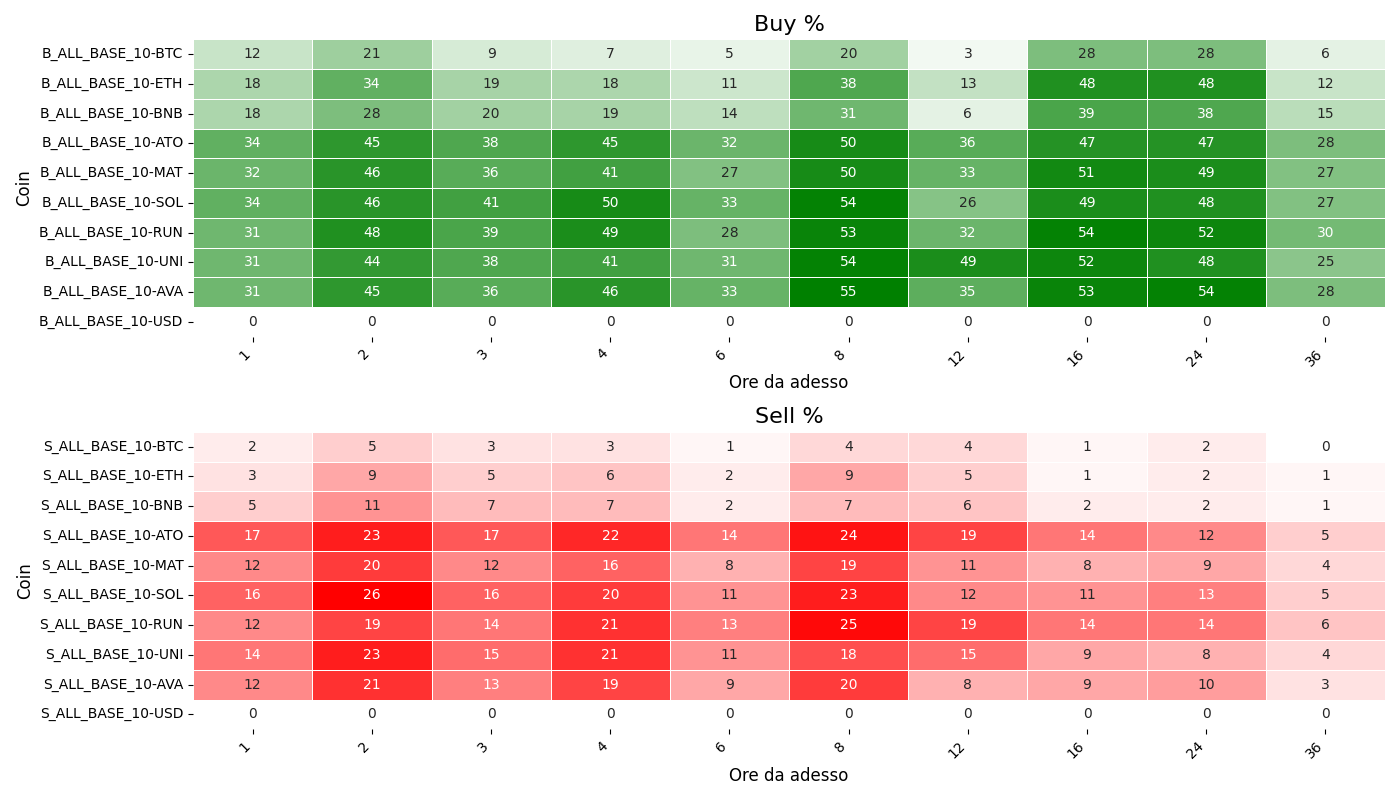 Buy %
Coin
B_ALL_BASE_10-BTC 12 21 9 7 5 20 3 28 28 6
B_ALL_BASE_10-ETH 18 34 19 18 11 38 13 48 48 12
B_ALL_BASE_10-BNB 18 28 20 19 14 31 6 39 38 15
B_ALL_BASE_10-ATO 34 45 38 45 32 50 36 47 47 28
B_ALL_BASE_10-MAT 32 46 36 41 27 50 33 51 49 27
B_ALL_BASE_10-SOL 34 46 41 50 33 54 26 49 48 27
B_ALL_BASE_10-RUN 31 48 39 49 28 53 32 54 52 30
B_ALL_BASE_10-UNI 31 44 38 41 31 54 49 52 48 25
B_ALL_BASE_10-AVA 31 45 36 46 33 55 35 53 54 28
B_ALL_BASE_10-USD 0 0 0 0 0 0 0 0 0 0
1 2 3 4 6 8 12 16 24 36
Ore da adesso
Sell %
Coin
S_ALL_BASE_10-BTC 2 5 3 3 1 4 4 1 2 0
S_ALL_BASE_10-ETH 3 9 5 6 2 9 5 1 2 1
S_ALL_BASE_10-BNB 5 11 7 7 2 7 6 2 2 1
S_ALL_BASE_10-ATO 17 23 17 22 14 24 19 14 12 5
S_ALL_BASE_10-MAT 12 20 12 16 8 19 11 8 9 4
S_ALL_BASE_10-SOL 16 26 16 20 11 23 12 11 13 5
S_ALL_BASE_10-RUN 12 19 14 21 13 25 19 14 14 6
S_ALL_BASE_10-UNI 14 23 15 21 11 18 15 9 8 4
S_ALL_BASE_10-AVA 12 21 13 19 9 20 8 9 10 3
S_ALL_BASE_10-USD 0 0 0 0 0 0 0 0 0 0
1 2 3 4 6 8 12 16 24 36
Ore da adesso